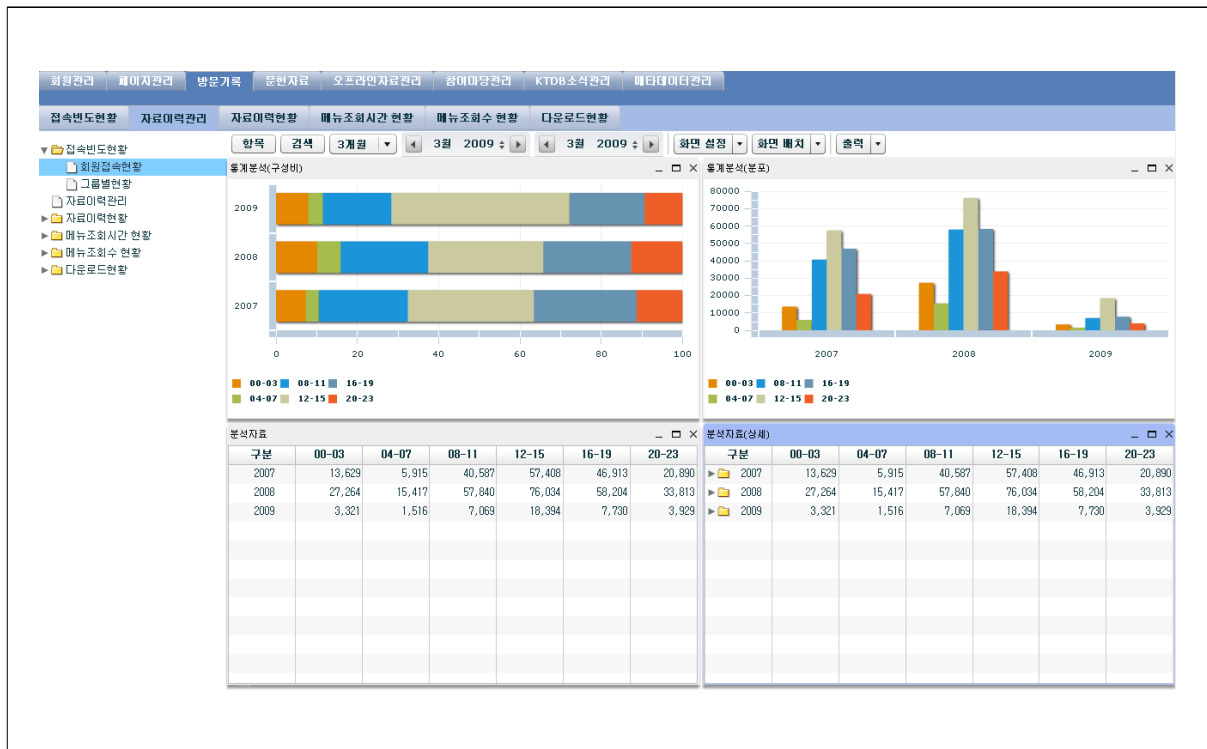 회원관리 페이지관리 방문기록 문헌자료 오프라인자료관리 참여마당관리 KTDB소식관리 메타데이터관리
접속빈도현황 자료이력관리 자료이력현황 메뉴조회시간 현황 메뉴조회수 현황 다운로드현황
항목 검색 3개월 3월 2009 3월 2009 화면 설정 화면 배치 출력
접속빈도현황
회원접속현황
그룹별현황
자료이력관리
자료이력현황
메뉴조회시간 현황
메뉴조회수 현황
다운로드현황
통계분석(구성비)
2009
2008
2007
0 20 40 60 80 100
00-03 08-11 16-19
04-07 12-15 20-23
통계분석(분포)
80000
70000
60000
50000
40000
30000
20000
10000
0
2007 2008 2009
00-03 08-11 16-19
04-07 12-15 20-23
분석자료
구분 00-03 04-07 08-11 12-15 16-19 20-23
2007 13,629 5,915 40,587 57,408 46,913 20,890
2008 27,264 15,417 57,840 76,034 58,204 33,813
2009 3,321 1,516 7,069 18,394 7,730 3,929
분석자료(상세)
구분 00-03 04-07 08-11 12-15 16-19 20-23
2007 13,629 5,915 40,587 57,408 46,913 20,890
2008 27,264 15,417 57,840 76,034 58,204 33,813
2009 3,321 1,516 7,069 18,394 7,730 3,929